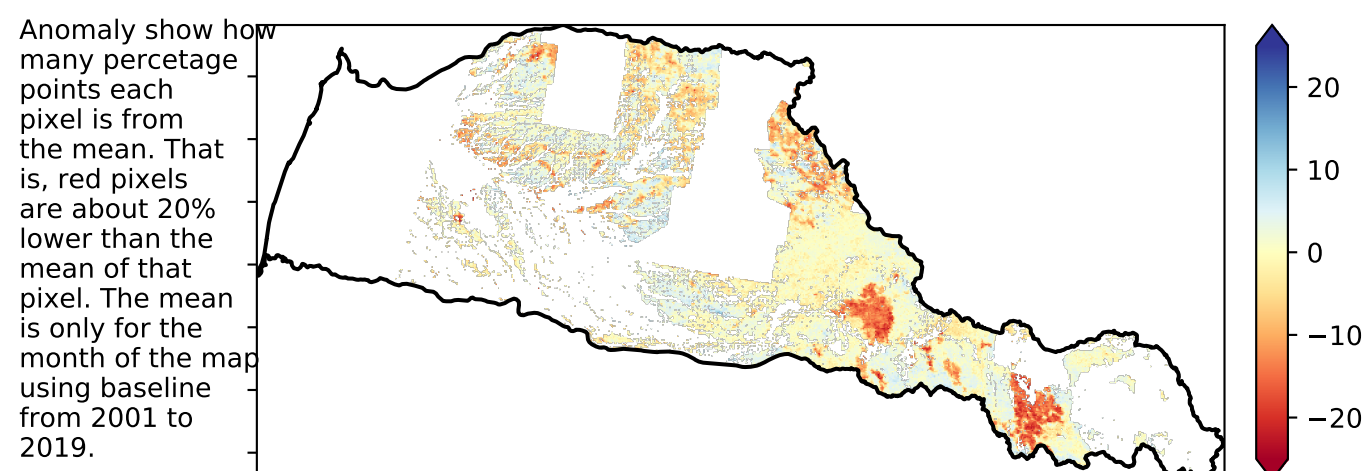 Anomaly show how
many percetage
points each
pixel is from
the mean. That
is, red pixels
are about 20%
lower than the
mean of that
pixel. The mean
is only for the
month of the map
using baseline
from 2001 to
2019.
20
10
0
−10
−20